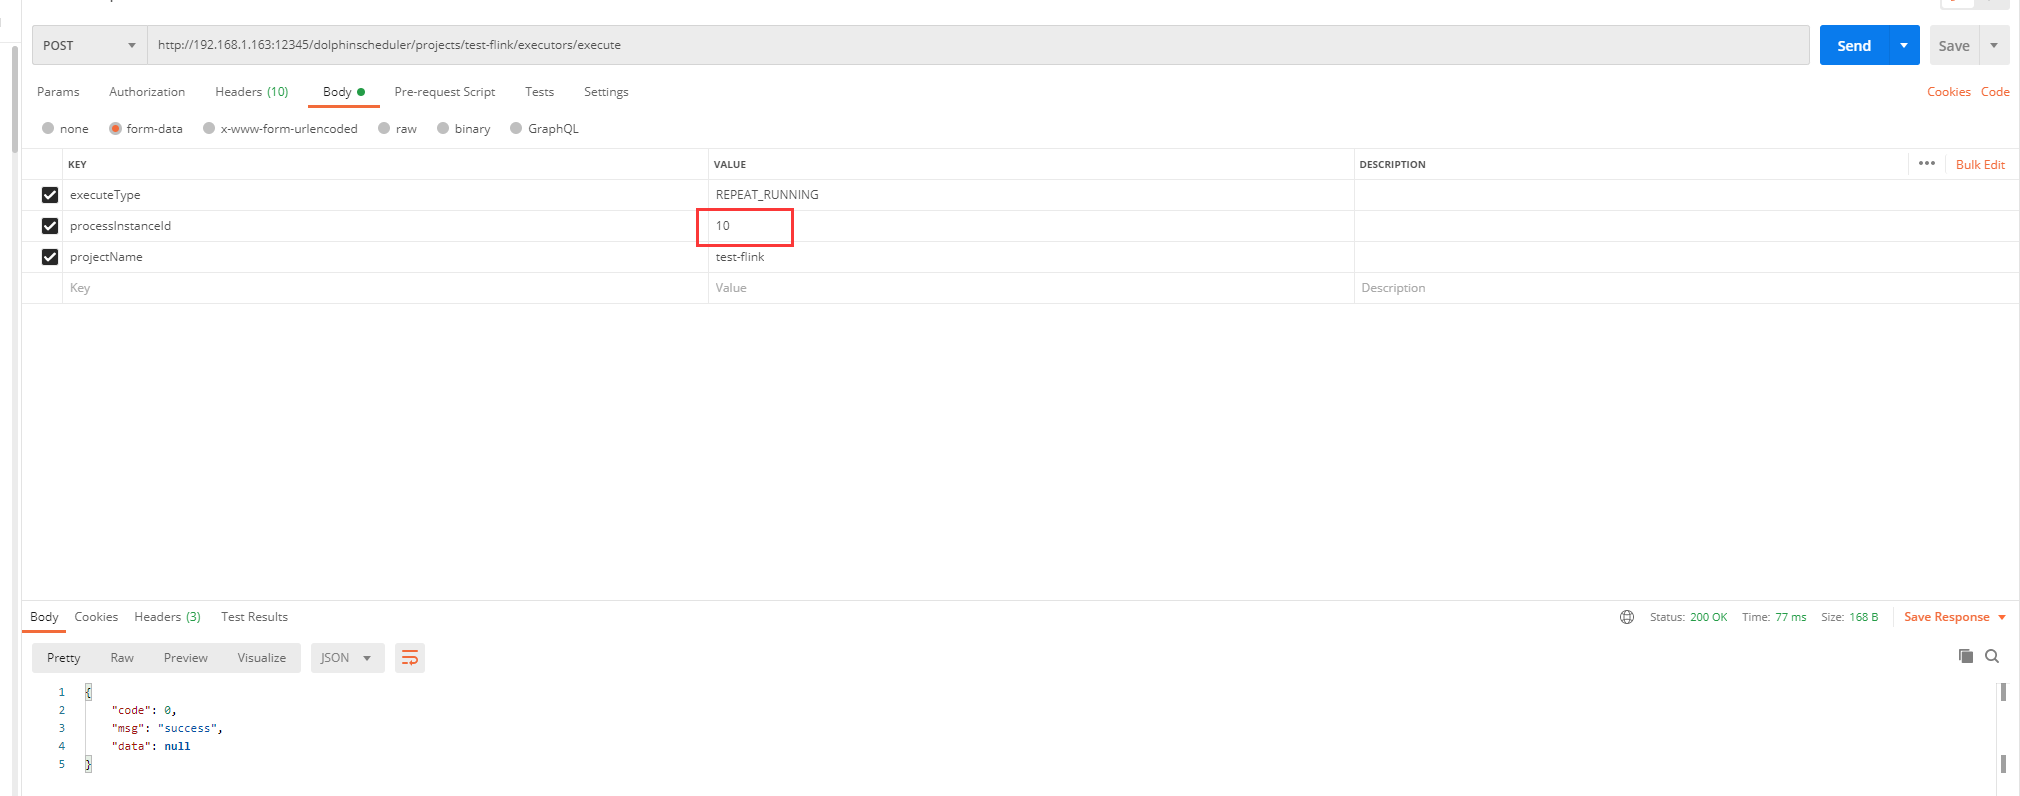 POST http://192.168.1.163:12345/dolphinscheduler/projects/test-flink/executors/execute Send Save
Params Authorization Headers (10) Body Pre-request Script Tests Settings Cookies Code
none form-data x-www-form-urlencoded raw binary GraphQL
KEY VALUE DESCRIPTION ••• Bulk Edit
executeType REPEAT_RUNNING
processInstanceId 10
projectName test-flink
Key Value Description
Body Cookies Headers (3) Test Results Status: 200 OK Time: 77 ms Size: 168 B Save Response
Pretty Raw Preview Visualize JSON
1 {
2 "code": 0,
3 "msg": "success",
4 "data": null
5 }